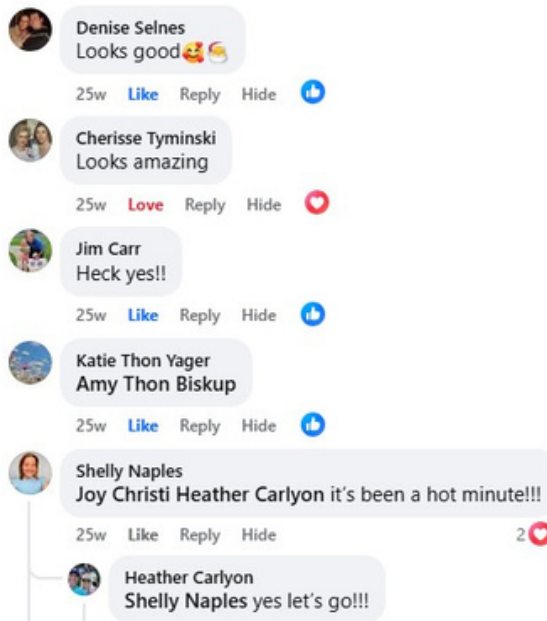 Denise Selnes
Looks good🥰🎅
25w Like Reply Hide
Cherisse Tyminski
Looks amazing
25w Love Reply Hide
Jim Carr
Heck yes!!
25w Like Reply Hide
Katie Thon Yager
Amy Thon Biskup
25w Like Reply Hide
Shelly Naples
Joy Christi Heather Carlyon it's been a hot minute!!!
25w Like Reply Hide 2
Heather Carlyon
Shelly Naples yes let's go!!!